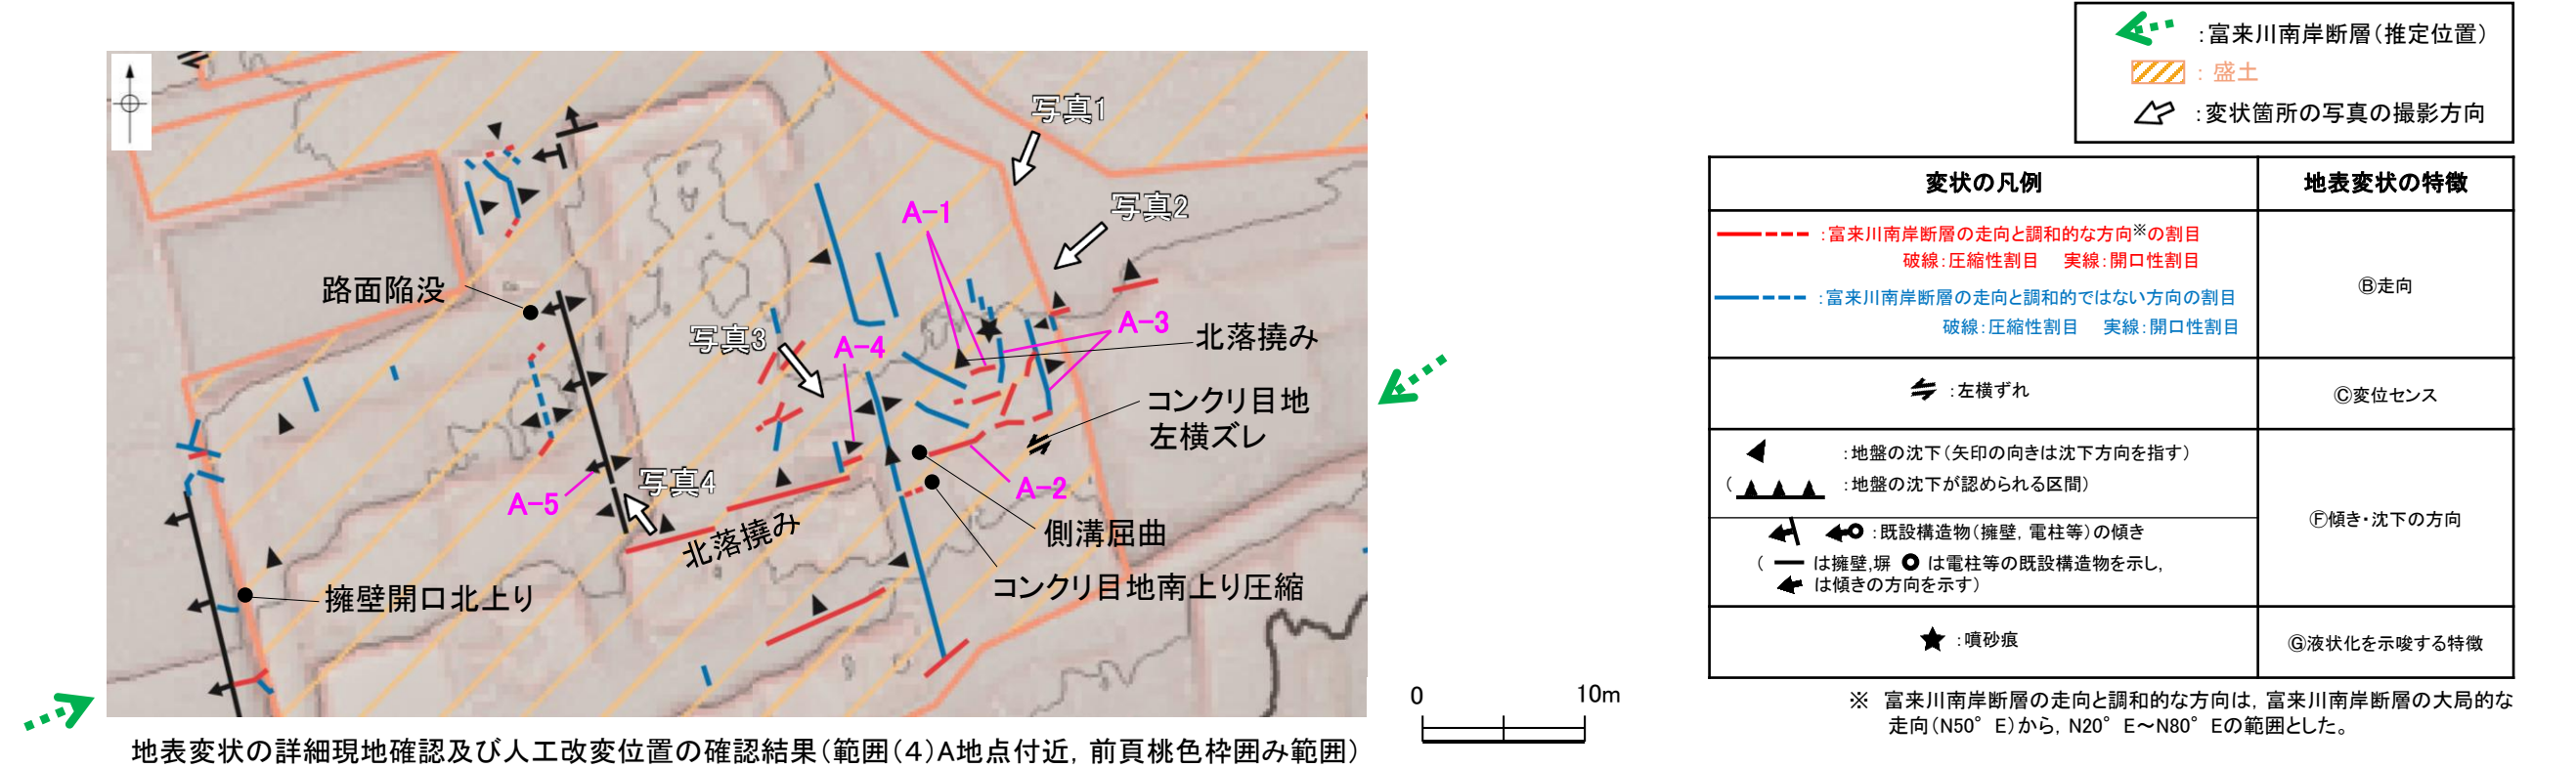 :富来川南岸断層(推定位置)
: 盛土
:変状箇所の写真の撮影方向
写真1
写真2
A-1
路面陥没
写真3
A-4
A-3
北落撓み
コンクリ目地
左横ズレ
A-5
写真4
A-2
北落撓み
側溝屈曲
コンクリ目地南上り圧縮
擁壁開口北上り
0 10m
地表変状の詳細現地確認及び人工改変位置の確認結果(範囲(4)A地点付近, 前頁桃色枠囲み範囲)
変状の凡例 地表変状の特徴
:富来川南岸断層の走向と調和的な方向※の割目
破線:圧縮性割目 実線:開口性割目
:富来川南岸断層の走向と調和的ではない方向の割目
破線:圧縮性割目 実線:開口性割目
Ⓑ走向
:左横ずれ
Ⓒ変位センス
:地盤の沈下(矢印の向きは沈下方向を指す)
( :地盤の沈下が認められる区間)
:既設構造物(擁壁, 電柱等)の傾き
( は擁壁,塀 は電柱等の既設構造物を示し,
は傾きの方向を示す)
Ⓕ傾き・沈下の方向
:噴砂痕
Ⓖ液状化を示唆する特徴
※ 富来川南岸断層の走向と調和的な方向は, 富来川南岸断層の大局的な
走向(N50°E)から, N20°E~N80°Eの範囲とした。